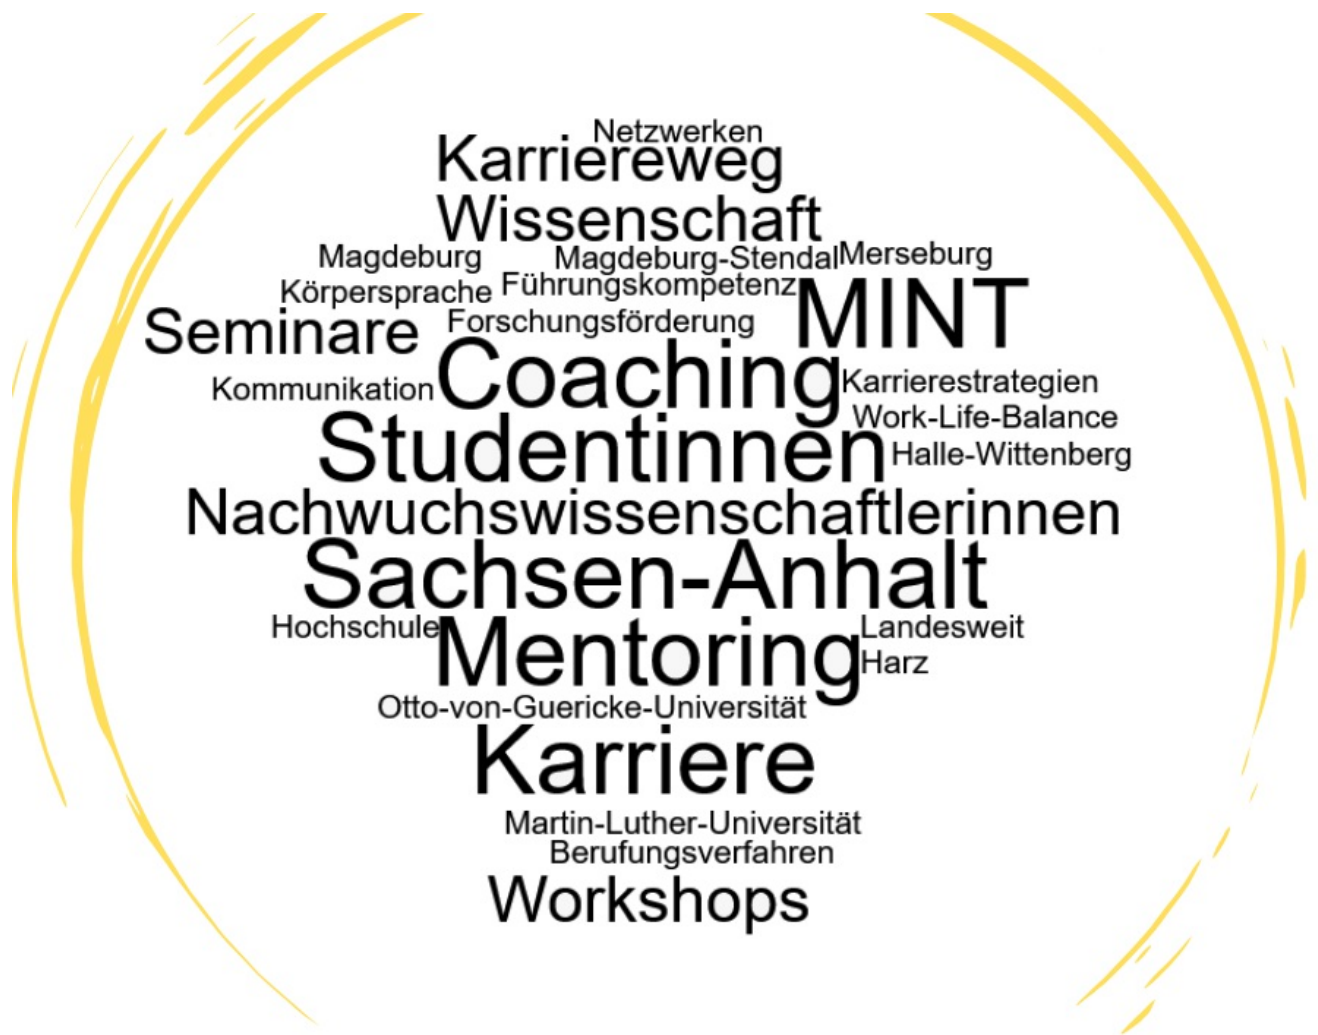 Netzwerken
Karriereweg
Wissenschaft
Magdeburg Magdeburg-Stendal Merseburg
Körpersprache Führungskompetenz MINT
Seminare Forschungsförderung
Kommunikation Coaching Karrierestrategien
Work-Life-Balance
Studentinnen Halle-Wittenberg
Nachwuchswissenschaftlerinnen
Sachsen-Anhalt
Hochschule Mentoring Landesweit
Harz
Otto-von-Guericke-Universität
Karriere
Martin-Luther-Universität
Berufungsverfahren
Workshops